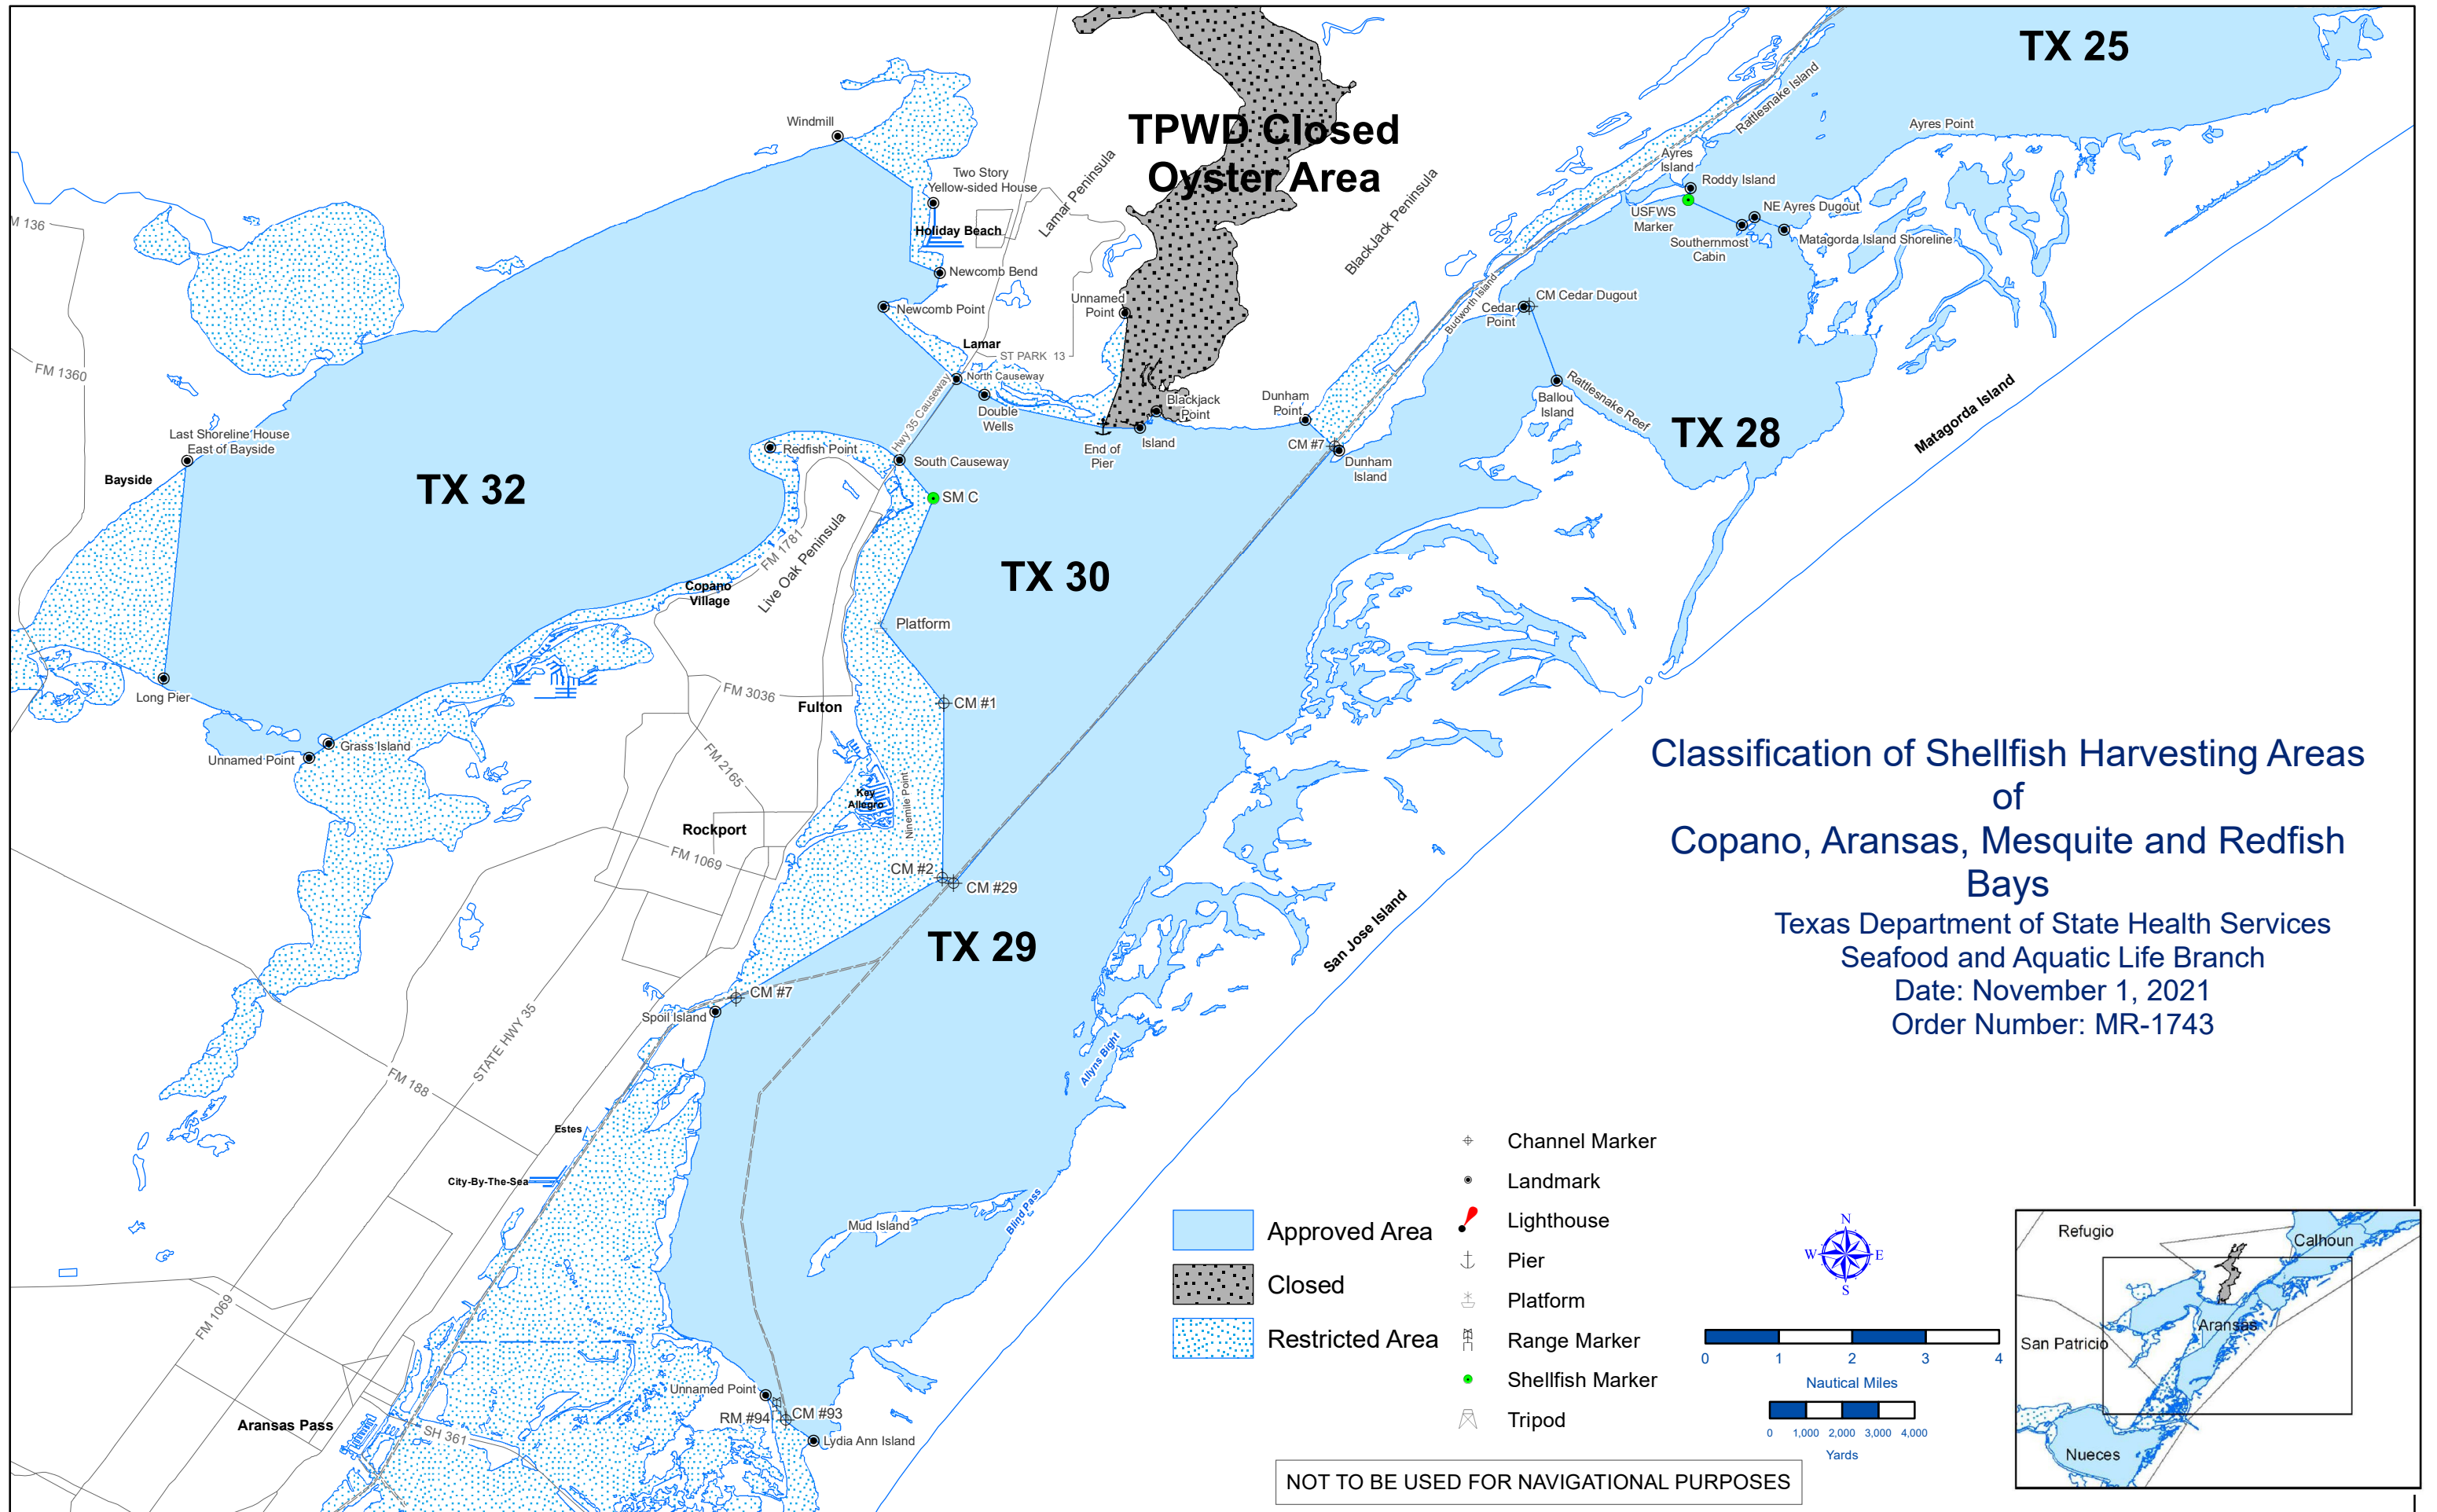 TX 25
Rattlesnake Island
Ayres Point
Windmill
TPWD Closed
Oyster Area
Two Story
Yellow-sided House
Lamar Peninsula
BlackJack Peninsula
Ayres
Island
Roddy Island
USFWS
Marker
NE Ayres Dugout
Southernmost
Cabin
Matagorda Island Shoreline
M 136
Holiday Beach
Newcomb Bend
Newcomb Point
Unnamed
Point
Budworth Island
Cedar
Point
CM Cedar Dugout
Lamar
ST PARK 13
North Causeway
FM 1360
Hwy 35 Causeway
Double
Wells
Blackjack
Point
Dunham
Point
Ballou
Island
Rattlesnake Reef
Matagorda Island
Last Shoreline House
East of Bayside
Redfish Point
South Causeway
End of
Pier
Island
CM #7
Dunham
Island
TX 28
Bayside
TX 32
SM C
FM 1781
Live Oak Peninsula
TX 30
Copano
Village
Platform
Long Pier
FM 3036
Fulton
CM #1
Unnamed Point
Grass Island
FM 2165
Key
Allegro
Ninemile Point
Rockport
FM 1069
CM #2
CM #29
San Jose Island
TX 29
CM #7
Spoil Island
STATE HWY 35
FM 188
Allyns Bight
Estes
City-By-The-Sea
Mud Island
Blind Pass
FM 1069
Unnamed Point
RM #94
CM #93
Lydia Ann Island
Aransas Pass
SH 361
Classification of Shellfish Harvesting Areas
of
Copano, Aransas, Mesquite and Redfish
Bays
Texas Department of State Health Services
Seafood and Aquatic Life Branch
Date: November 1, 2021
Order Number: MR-1743
Approved Area
Closed
Restricted Area
Channel Marker
Landmark
Lighthouse
Pier
Platform
Range Marker
Shellfish Marker
Tripod
N
W E
S
0 1 2 3 4
Nautical Miles
0 1,000 2,000 3,000 4,000
Yards
Refugio
Calhoun
Aransas
San Patricio
Nueces
NOT TO BE USED FOR NAVIGATIONAL PURPOSES